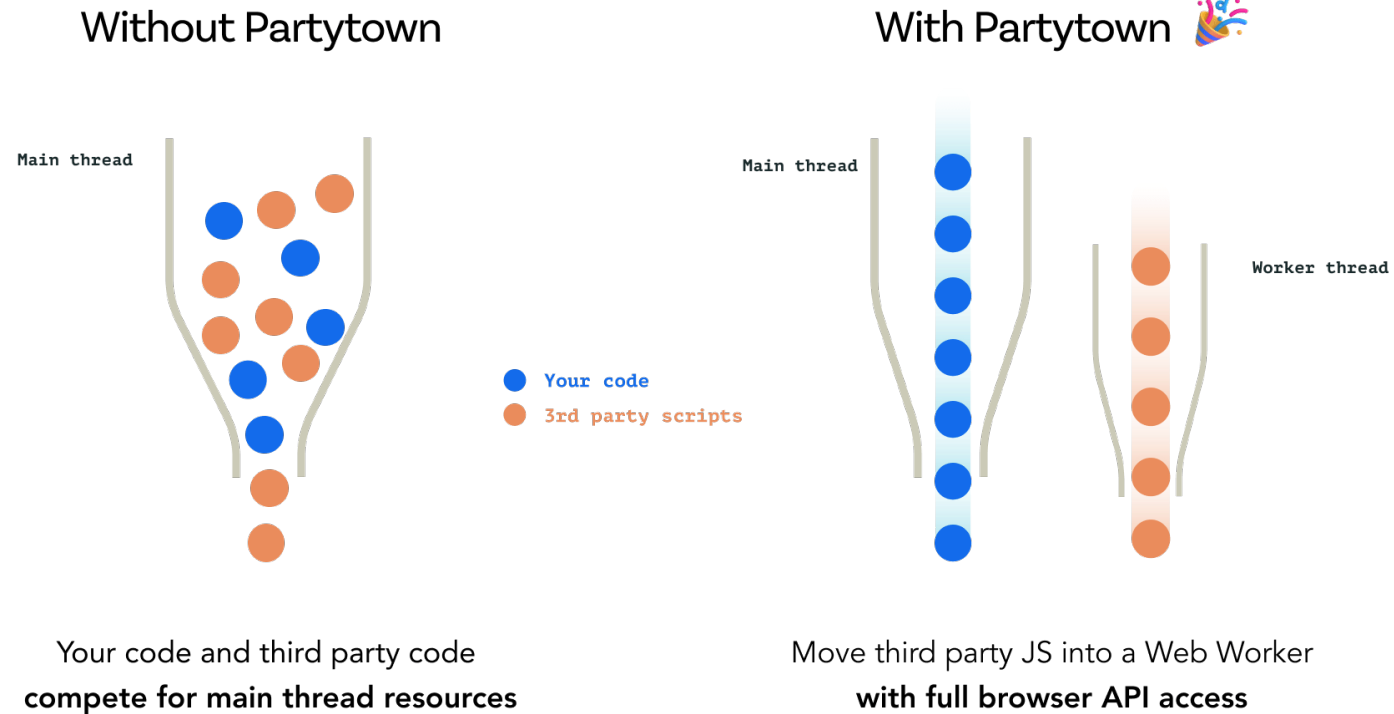 Without Partytown
With Partytown
Main thread
Main thread
Worker thread
Your code
3rd party scripts
Your code and third party code
compete for main thread resources
Move third party JS into a Web Worker
with full browser API access